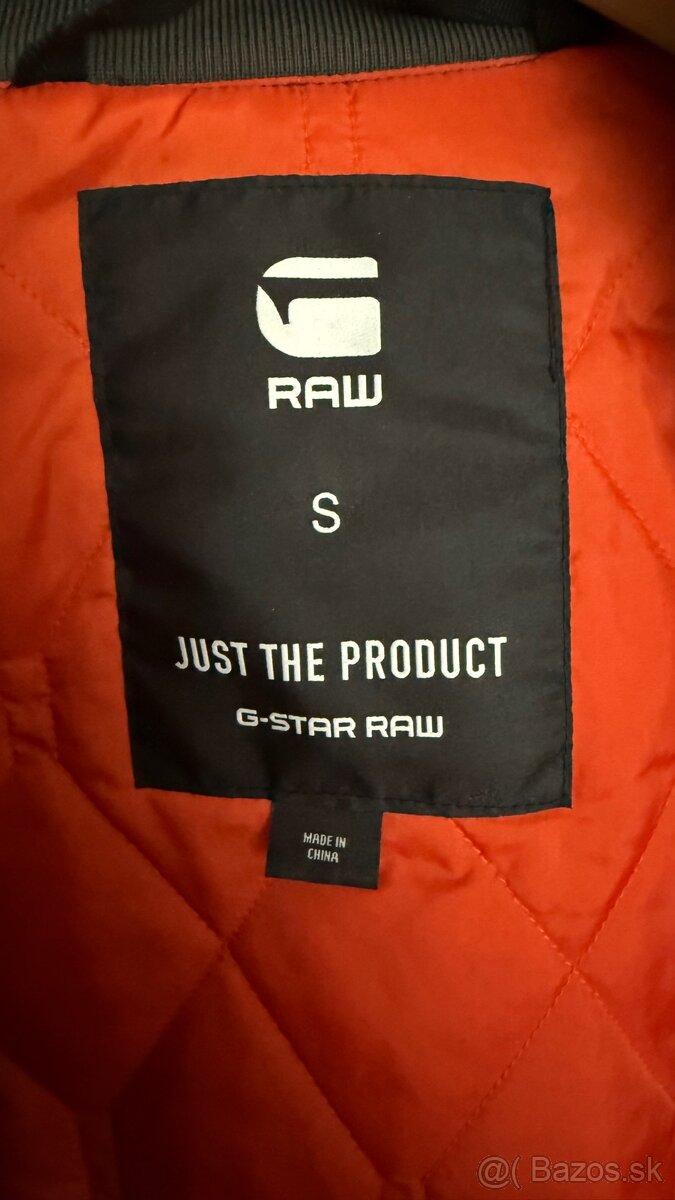 RAW
S
JUST THE PRODUCT
G-STAR RAW
MADE IN
CHINA
@( Bazos.sk